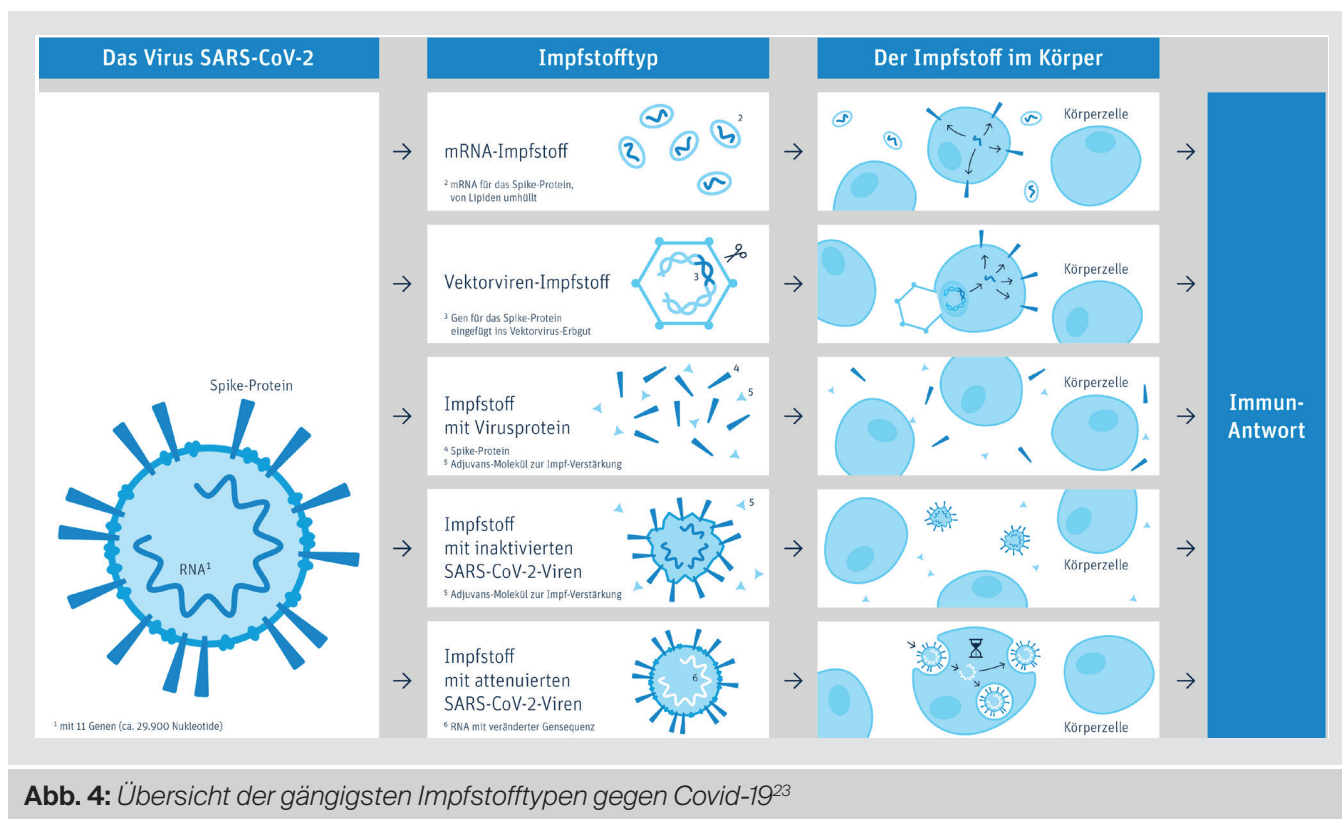 Das Virus SARS-CoV-2
Impfstofftyp
Der Impfstoff im Körper
Spike-Protein
RNA¹
¹ mit 11 Genen (ca. 29.900 Nukleotide)
mRNA-Impfstoff
² mRNA für das Spike-Protein,
von Lipiden umhüllt
2
Körperzelle
Vektorviren-Impfstoff
³ Gen für das Spike-Protein
eingefügt ins Vektorvirus-Erbgut
3
Körperzelle
Impfstoff
mit Virusprotein
⁴ Spike-Protein
⁵ Adjuvans-Molekül zur Impf-Verstärkung
4
5
Körperzelle
Impfstoff
mit inaktivierten
SARS-CoV-2-Viren
⁵ Adjuvans-Molekül zur Impf-Verstärkung
5
Körperzelle
Impfstoff
mit attenuierten
SARS-CoV-2-Viren
⁶ RNA mit veränderter Gensequenz
6
Körperzelle
Immun-
Antwort
Abb. 4: Übersicht der gängigsten Impfstofftypen gegen Covid-19²³